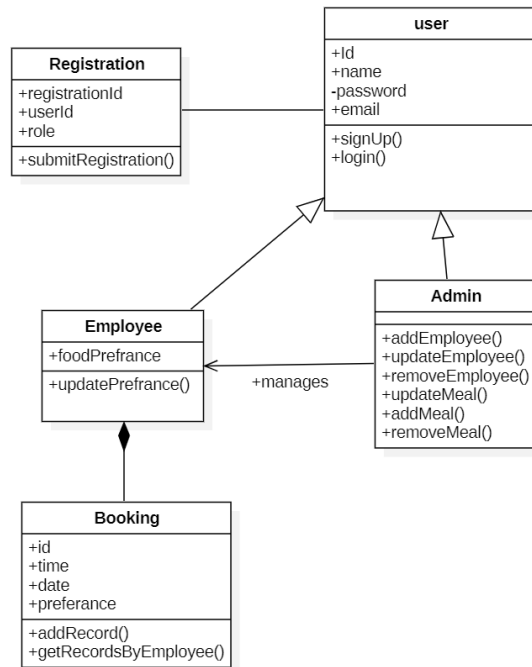 user
+Id
+name
-password
+email
+signUp()
+login()
Registration
+registrationId
+userId
+role
+submitRegistration()
Employee
+foodPrefrance
+updatePrefrance()
+manages
Admin
+addEmployee()
+updateEmployee()
+removeEmployee()
+updateMeal()
+addMeal()
+removeMeal()
Booking
+id
+time
+date
+preferance
+addRecord()
+getRecordsByEmployee()